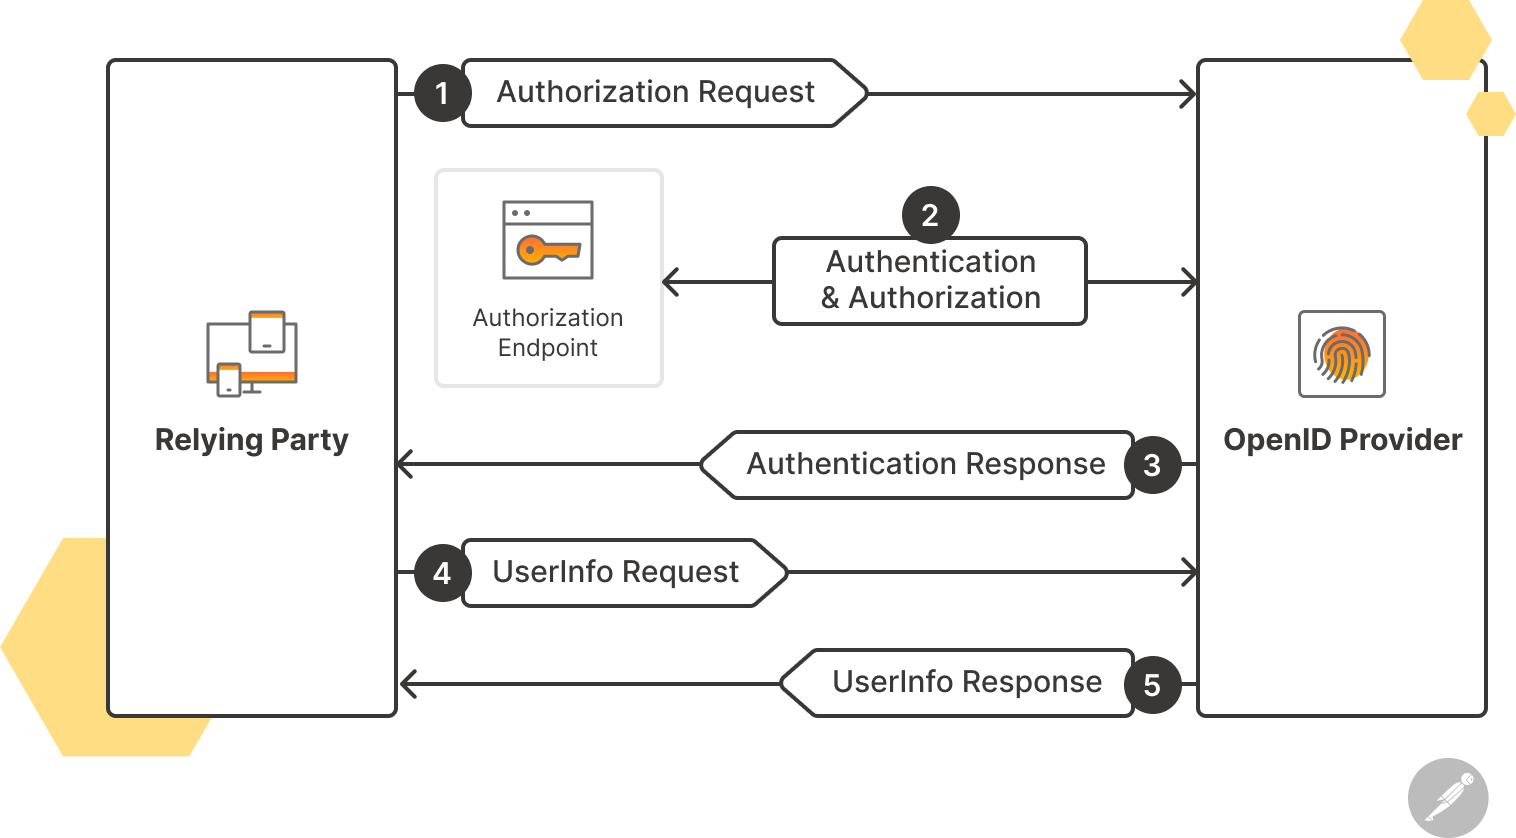 1
Authorization Request
2
Authentication
& Authorization
Authorization
Endpoint
Relying Party
OpenID Provider
Authentication Response
3
4
UserInfo Request
UserInfo Response
5